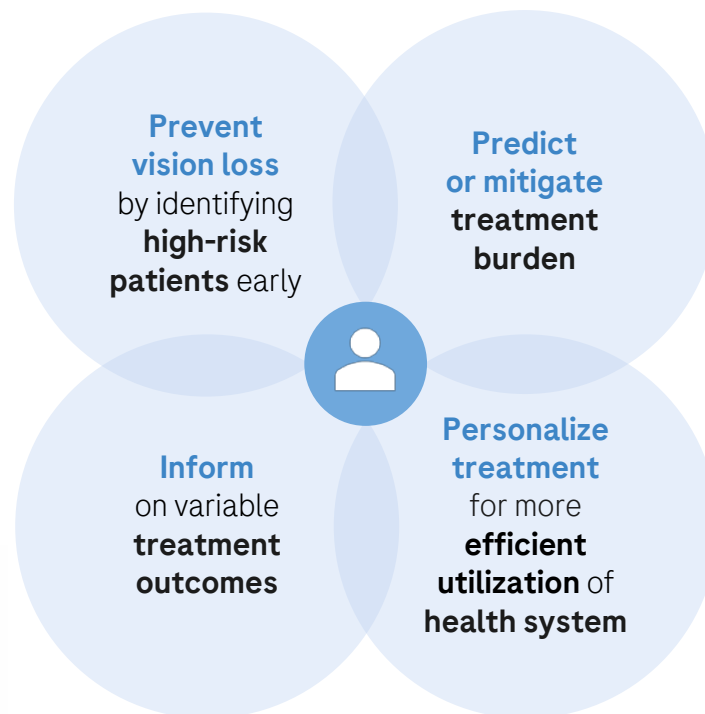 Prevent
vision loss
by identifying
high-risk
patients early
Predict
or mitigate
treatment
burden
Inform
on variable
treatment
outcomes
Personalize
treatment
for more
efficient
utilization of
health system